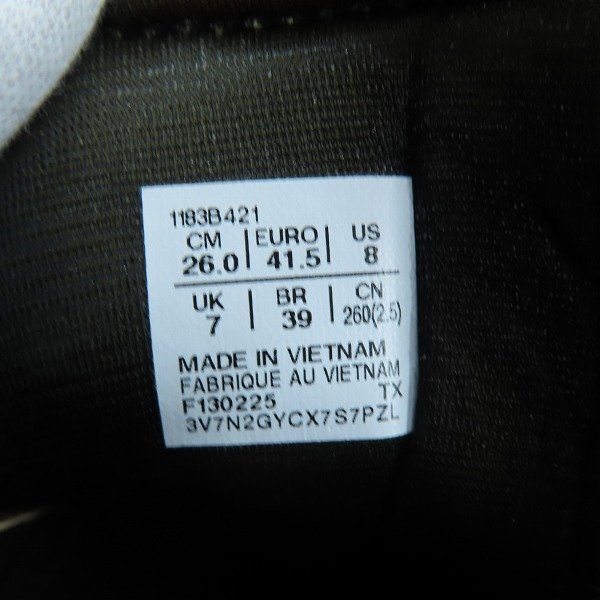 1183B421
CM | EURO | US
26.0 | 41.5 | 8
UK | BR | CN
7 | 39 | 260(2.5)
MADE IN VIETNAM
FABRIQUE AU VIETNAM
F130225 TX
3V7N2GYCX7S7PZL